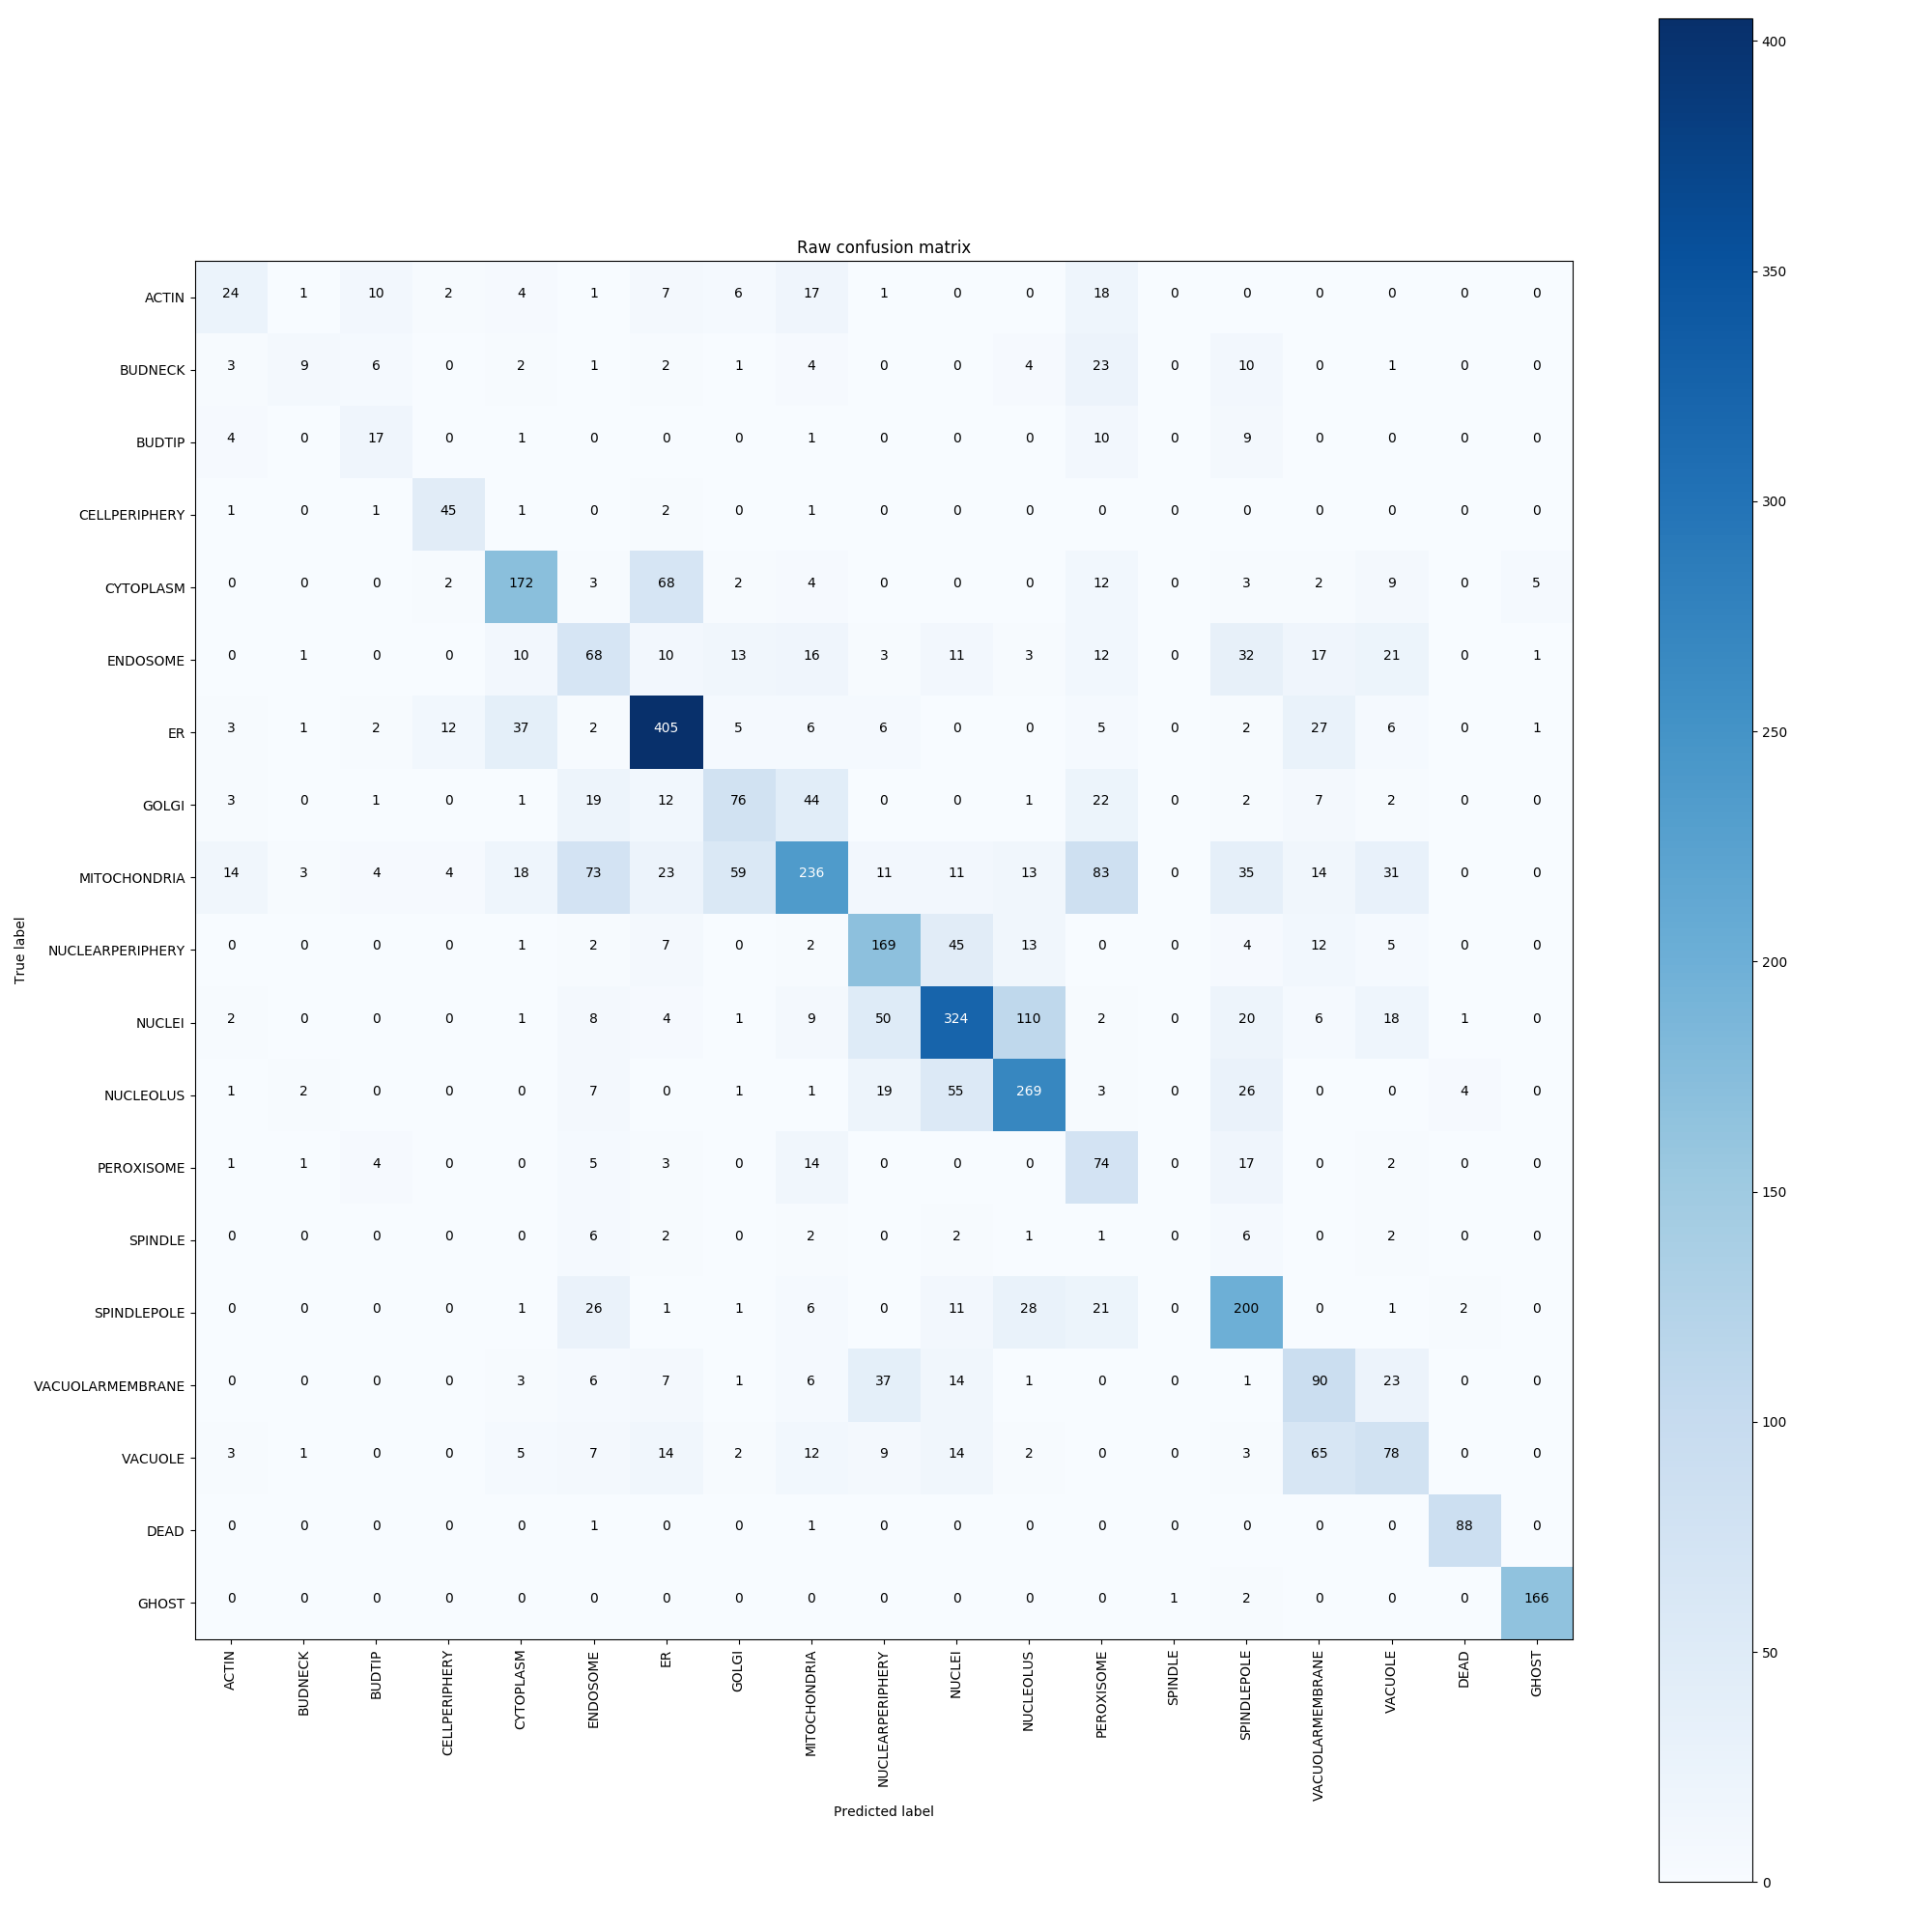 Raw confusion matrix
ACTIN 24 1 10 2 4 1 7 6 17 1 0 0 18 0 0 0 0 0 0
BUDNECK 3 9 6 0 2 1 2 1 4 0 0 4 23 0 10 0 1 0 0
BUDTIP 4 0 17 0 1 0 0 0 1 0 0 0 10 0 9 0 0 0 0
CELLPERIPHERY 1 0 1 45 1 0 2 0 1 0 0 0 0 0 0 0 0 0 0
CYTOPLASM 0 0 0 2 172 3 68 2 4 0 0 0 12 0 3 2 9 0 5
ENDOSOME 0 1 0 0 10 68 10 13 16 3 11 3 12 0 32 17 21 0 1
ER 3 1 2 12 37 2 405 5 6 6 0 0 5 0 2 27 6 0 1
GOLGI 3 0 1 0 1 19 12 76 44 0 0 1 22 0 2 7 2 0 0
MITOCHONDRIA 14 3 4 4 18 73 23 59 236 11 11 13 83 0 35 14 31 0 0
NUCLEARPERIPHERY 0 0 0 0 1 2 7 0 2 169 45 13 0 0 4 12 5 0 0
NUCLEI 2 0 0 0 1 8 4 1 9 50 324 110 2 0 20 6 18 1 0
NUCLEOLUS 1 2 0 0 0 7 0 1 1 19 55 269 3 0 26 0 0 4 0
PEROXISOME 1 1 4 0 0 5 3 0 14 0 0 0 74 0 17 0 2 0 0
SPINDLE 0 0 0 0 0 6 2 0 2 0 2 1 1 0 6 0 2 0 0
SPINDLEPOLE 0 0 0 0 1 26 1 1 6 0 11 28 21 0 200 0 1 2 0
VACUOLARMEMBRANE 0 0 0 0 3 6 7 1 6 37 14 1 0 0 1 90 23 0 0
VACUOLE 3 1 0 0 5 7 14 2 12 9 14 2 0 0 3 65 78 0 0
DEAD 0 0 0 0 0 1 0 0 1 0 0 0 0 0 0 0 0 88 0
GHOST 0 0 0 0 0 0 0 0 0 0 0 0 0 1 2 0 0 0 166
ACTIN
BUDNECK
BUDTIP
CELLPERIPHERY
CYTOPLASM
ENDOSOME
ER
GOLGI
MITOCHONDRIA
NUCLEARPERIPHERY
NUCLEI
NUCLEOLUS
PEROXISOME
SPINDLE
SPINDLEPOLE
VACUOLARMEMBRANE
VACUOLE
DEAD
GHOST
Predicted label
True label
400
350
300
250
200
150
100
50
0